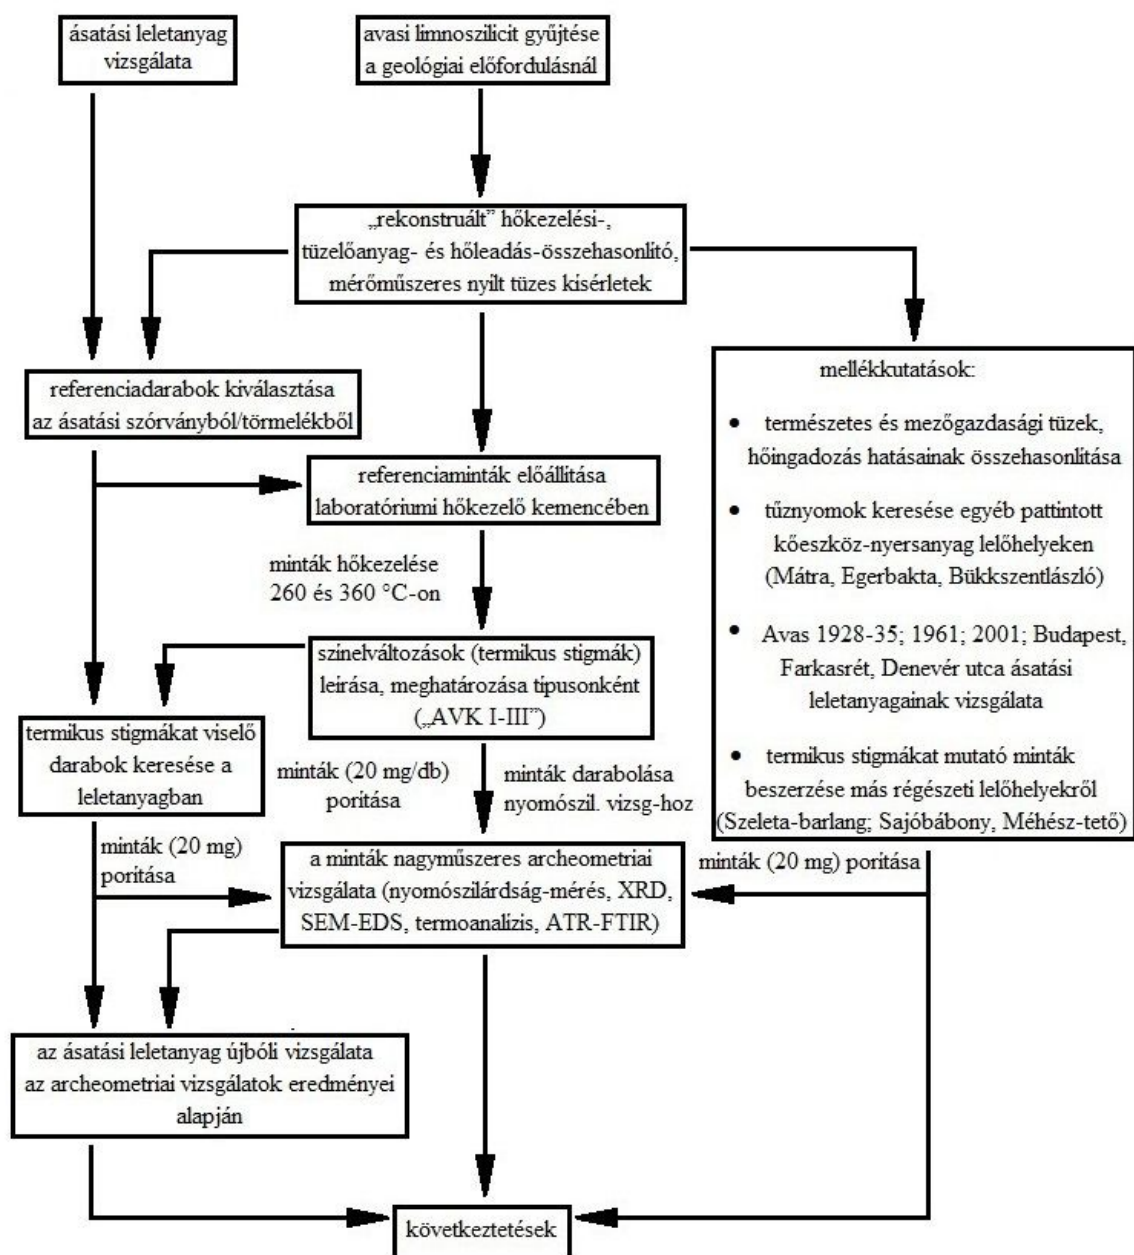 ásatási leletanyag
vizsgálata
avasi limnoszilicit gyűjtése
a geológiai előfordulásnál
„rekonstruált” hőkezelési-,
tüzelőanyag- és hőleadás-összehasonlító,
mérőműszeres nyílt tüzes kísérletek
referenciadarabok kiválasztása
az ásatási szórványból/törmelékből
referenciaminták előállítása
laboratóriumi hőkezelő kemencében
minták hőkezelése
260 és 360 °C-on
színelváltozások (termikus stigmák)
leírása, meghatározása típusonként
(„AVK I-III”)
termikus stigmákat viselő
darabok keresése a
leletanyagban
minták (20 mg/db)
porítása
minták darabolása
nyomószil. vizsg-hoz
mellékkutatások:
• természetes és mezőgazdasági tüzek,
hőingadozás hatásainak összehasonlítása
• tűznyomok keresése egyéb pattintott
kőeszköz-nyersanyag lelőhelyeken
(Mátra, Egerbakta, Bükkszentlászló)
• Avas 1928-35; 1961; 2001; Budapest,
Farkasrét, Denevér utca ásatási
leletanyagainak vizsgálata
• termikus stigmákat mutató minták
beszerzése más régészeti lelőhelyekről
(Szeleta-barlang; Sajóbábony, Méhész-tető)
minták (20 mg)
porítása
a minták nagyműszeres archeometriai
vizsgálata (nyomószilárdság-mérés, XRD,
SEM-EDS, termoanalízis, ATR-FTIR)
minták (20 mg) porítása
az ásatási leletanyag újbóli vizsgálata
az archeometriai vizsgálatok eredményei
alapján
következtetések